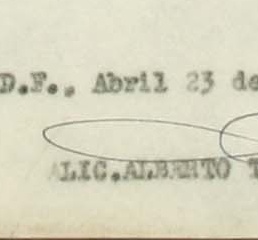 D.F., Abril 23 de
LIC.ALBERTO T